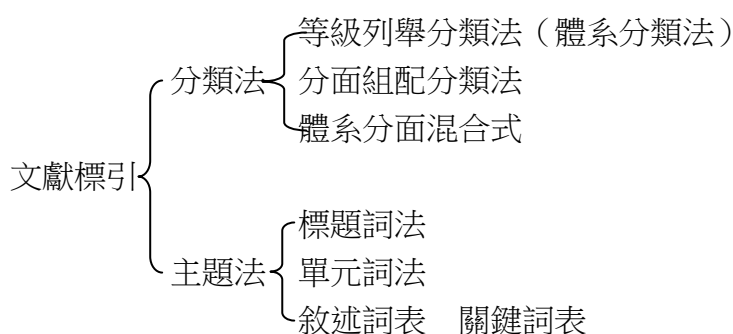 等級列舉分類法（體系分類法）
分類法
分面組配分類法
體系分面混合式
文獻標引
標題詞法
主題法
單元詞法
敘述詞表　關鍵詞表